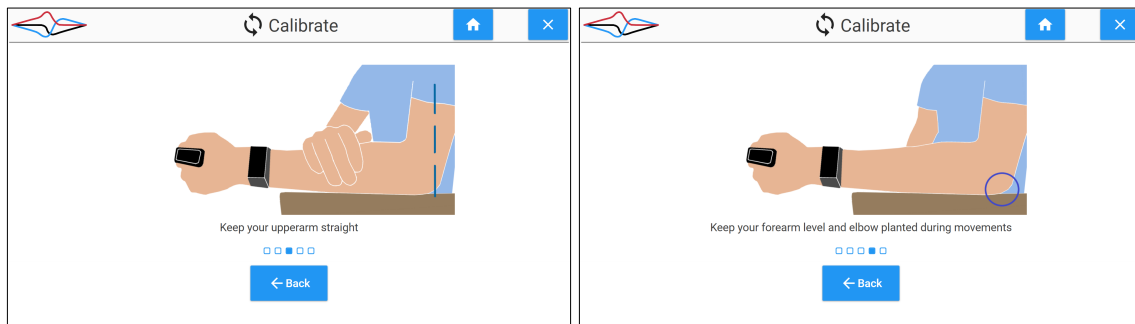 Calibrate
Keep your upperarm straight
Back
Calibrate
Keep your forearm level and elbow planted during movements
Back